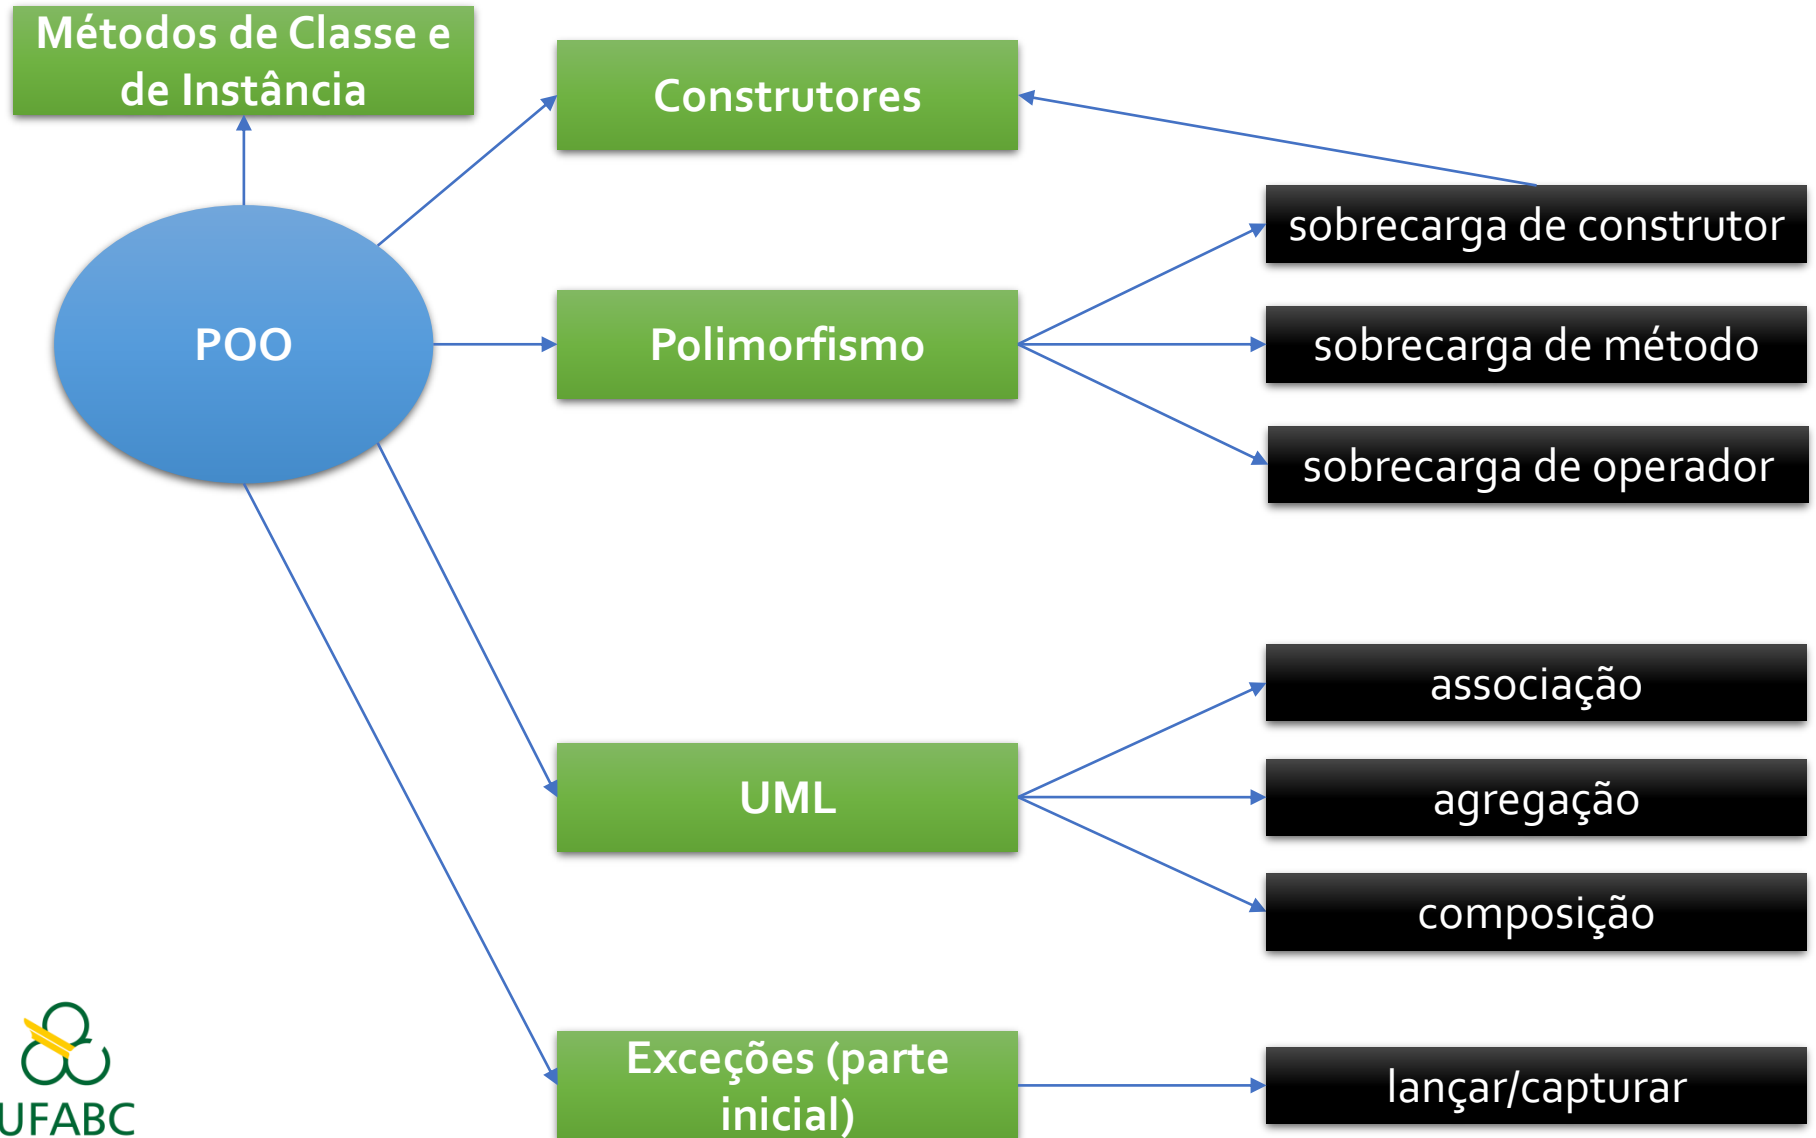 Métodos de Classe e
de Instância
Construtores
sobrecarga de construtor
POO
Polimorfismo
sobrecarga de método
sobrecarga de operador
associação
UML
agregação
composição
Exceções (parte
inicial)
lançar/capturar
UFABC